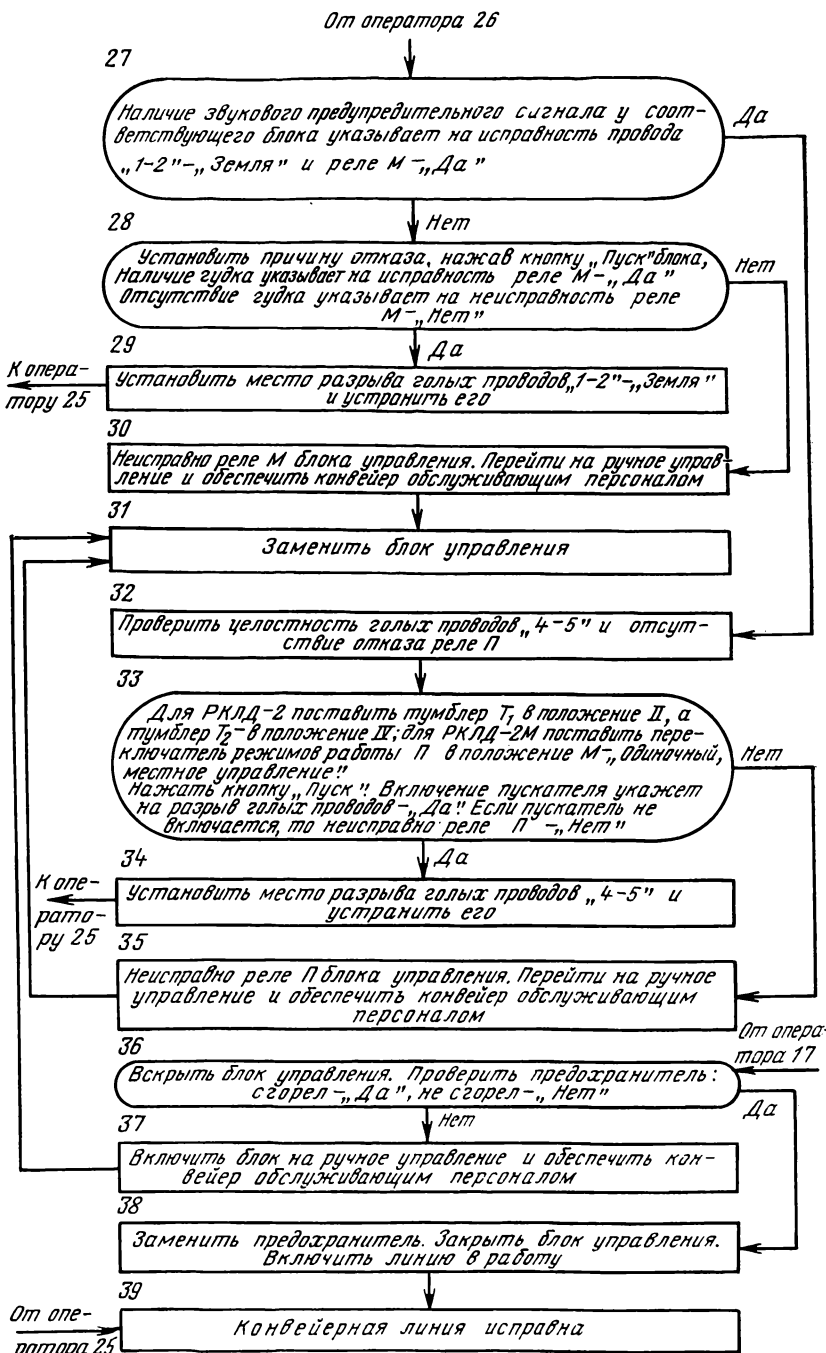 От оператора 26
27
Наличие звукового предупредительного сигнала у соот-
ветствующего блока указывает на исправность провода
„1-2"-„Земля" и реле М-„Да"
Да
Нет
28
Установить причину отказа, нажав кнопку „Пуск" блока,
Наличие гудка указывает на исправность реле М-„Да"
Отсутствие гудка указывает на неисправность реле
М-„Нет"
Нет
Да
29
К опера-
тору 25
Установить место разрыва голых проводов „1-2"-„Земля"
и устранить его
30
Неисправно реле М блока управления. Перейти на ручное управ-
ление и обеспечить конвейер обслуживающим персоналом
31
Заменить блок управления
32
Проверить целостность голых проводов „4-5" и отсут-
ствие отказа реле П
33
Для РКЛД-2 поставить тумблер Т₁ в положение II, а
тумблер Т₂- в положение IV; для РКЛД-2М поставить пере-
ключатель режимов работы П в положение М-„Одиночный,
местное управление".
Нажать кнопку „Пуск". Включение пускателя укажет
на разрыв голых проводов-„Да". Если пускатель не
включается, то неисправно реле П -„Нет"
Нет
Да
34
К опе-
рато-
ру 25
Установить место разрыва голых проводов „4-5" и
устранить его
35
Неисправно реле П блока управления. Перейти на ручное
управление и обеспечить конвейер обслуживающим
персоналом
От опера-
тора 17
36
Вскрыть блок управления. Проверить предохранитель:
сгорел-„Да", не сгорел-„Нет"
Да
Нет
37
Включить блок на ручное управление и обеспечить кон-
вейер обслуживающим персоналом
38
Заменить предохранитель. Закрыть блок управления.
Включить линию в работу
39
От опе-
ратора 25
Конвейерная линия исправна